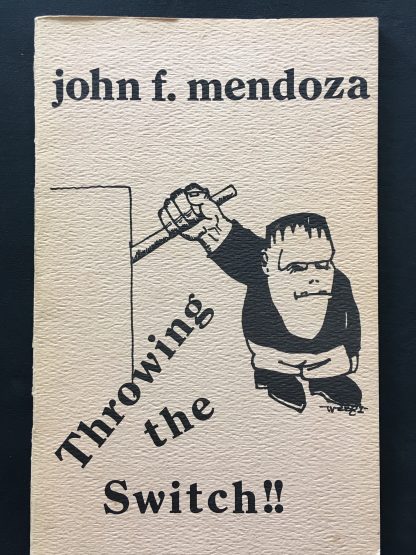 john f. mendoza
Throwing
the
Switch!!